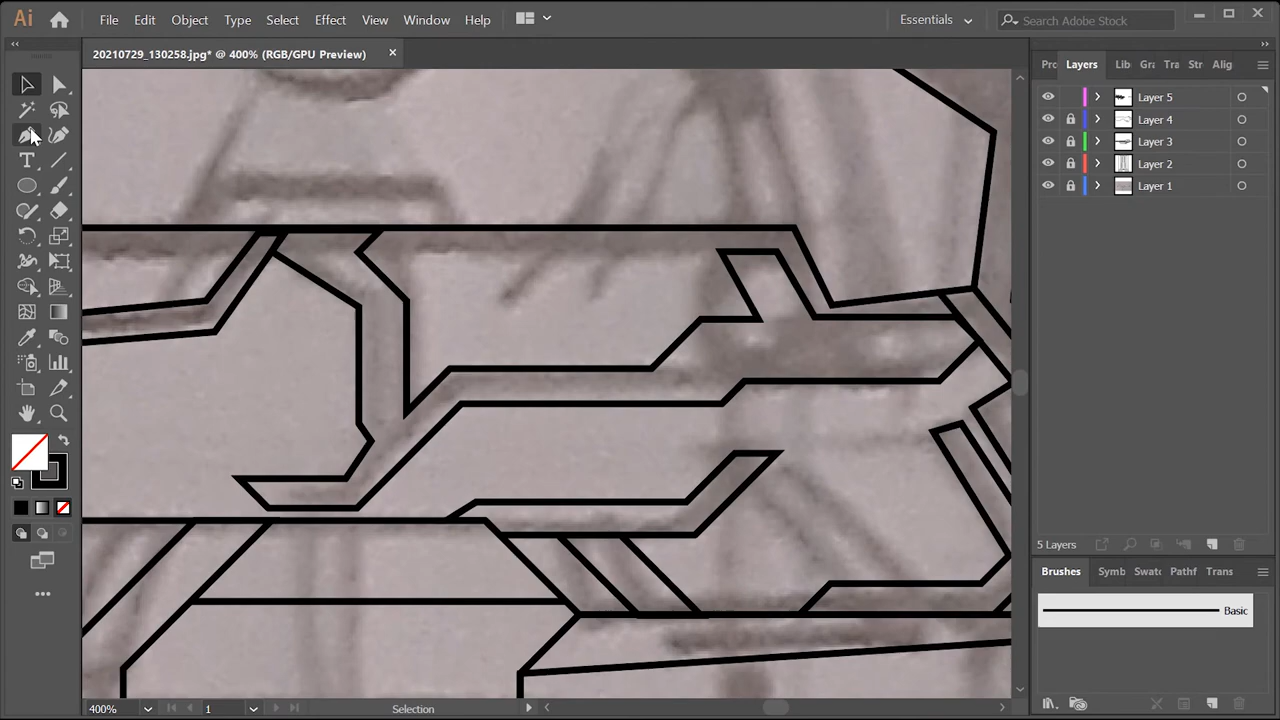 Ai File Edit Object Type Select Effect View Window Help Essentials Search Adobe Stock
20210729_130258.jpg* @ 400% (RGB/GPU Preview)
Pro Layers Lib Gr Tra Str Alig
Layer 5
Layer 4
Layer 3
Layer 2
Layer 1
5 Layers
Brushes Symb Swatc Pathf Trans
Basic
400% 1 Selection